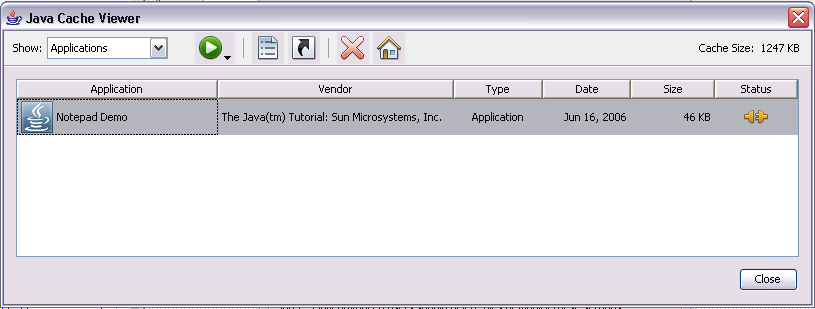 Java Cache Viewer
Show: Applications Cache Size: 1247 KB
Application Vendor Type Date Size Status
Notepad Demo The Java(tm) Tutorial: Sun Microsystems, Inc. Application Jun 16, 2006 46 KB
Close